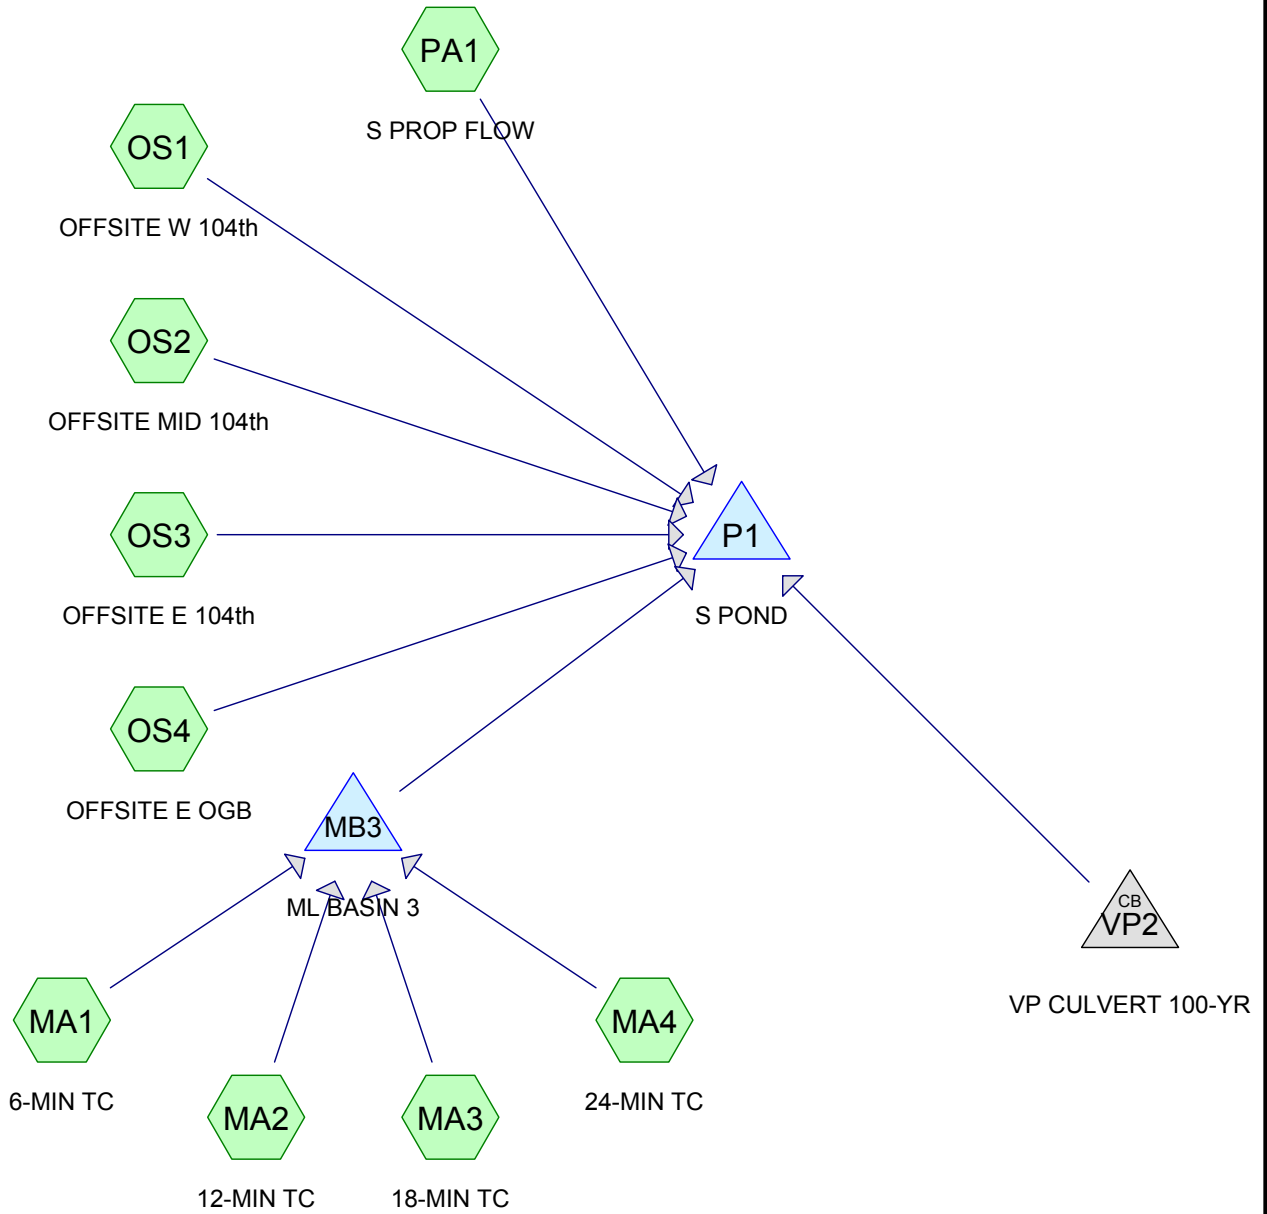 PA1
S PROP FLOW
OS1
OFFSITE W 104th
OS2
OFFSITE MID 104th
OS3
OFFSITE E 104th
P1
S POND
OS4
OFFSITE E OGB
MB3
ML BASIN 3
CB
VP2
VP CULVERT 100-YR
MA1
6-MIN TC
MA2
12-MIN TC
MA3
18-MIN TC
MA4
24-MIN TC